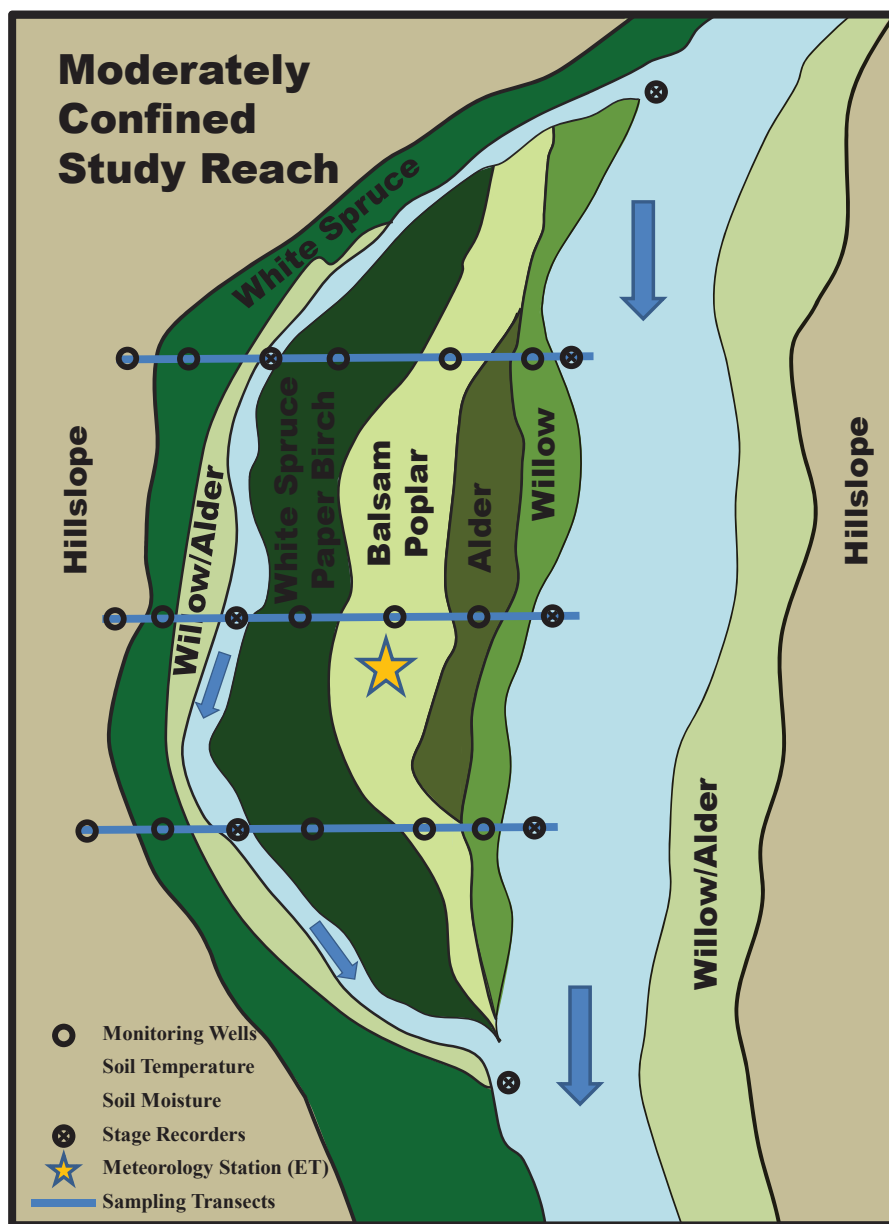 Moderately
Confined
Study Reach
White Spruce
Hillslope
Willow/Alder
White Spruce
Paper Birch
Balsam
Poplar
Alder
Willow
Hillslope
Willow/Alder
Monitoring Wells
Soil Temperature
Soil Moisture
Stage Recorders
Meteorology Station (ET)
Sampling Transects